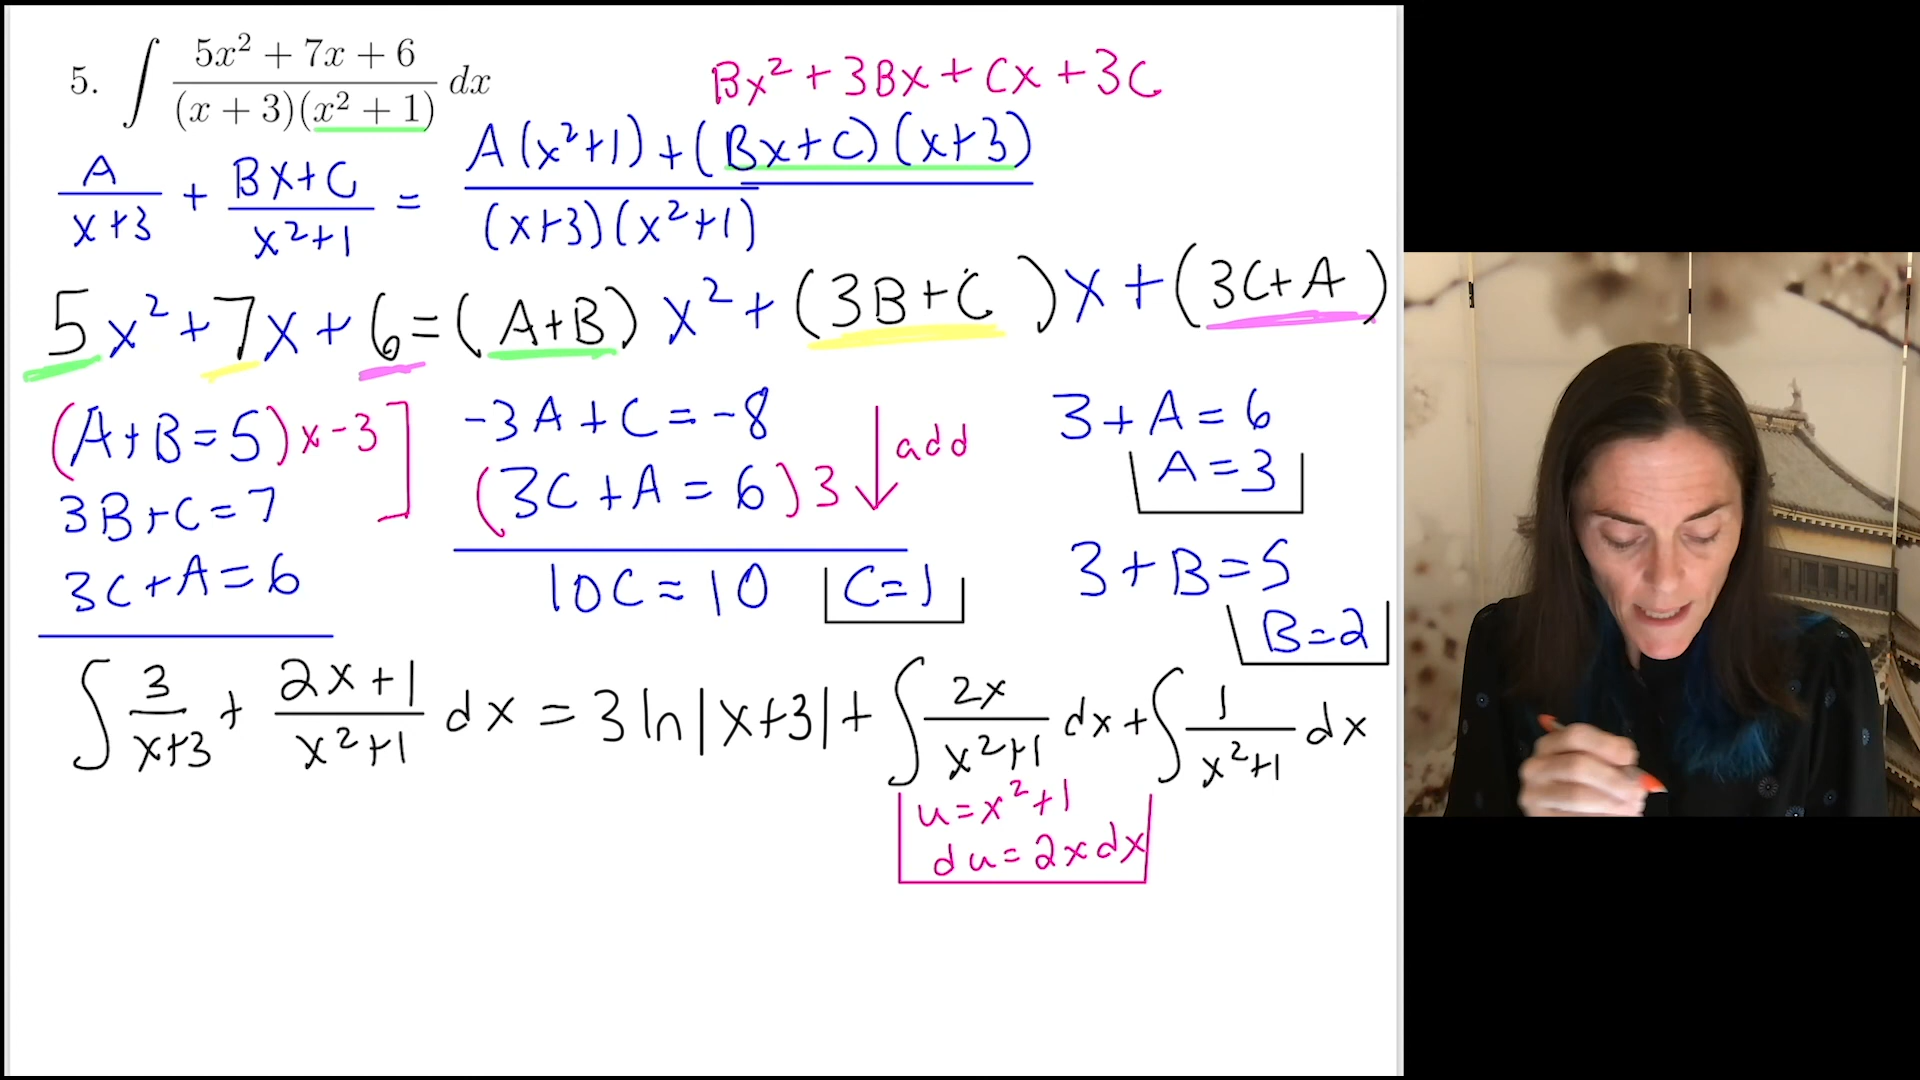 5. ∫ (5x² + 7x + 6)/((x + 3)(x² + 1)) dx
Bx² + 3Bx + Cx + 3C
A/(x+3) + (Bx+C)/(x²+1) = (A(x²+1) + (Bx+C)(x+3))/((x+3)(x²+1))
5x² + 7x + 6 = (A+B)x² + (3B+C)x + (3C+A)
(A+B=5)x-3
3B+C=7
3C+A=6
-3A+C=-8
(3C+A=6)3
add
10C=10
C=1
3+A=6
A=3
3+B=5
B=2
∫ 3/(x+3) + (2x+1)/(x²+1) dx = 3 ln|x+3| + ∫ 2x/(x²+1) dx + ∫ 1/(x²+1) dx
u=x²+1
du=2xdx